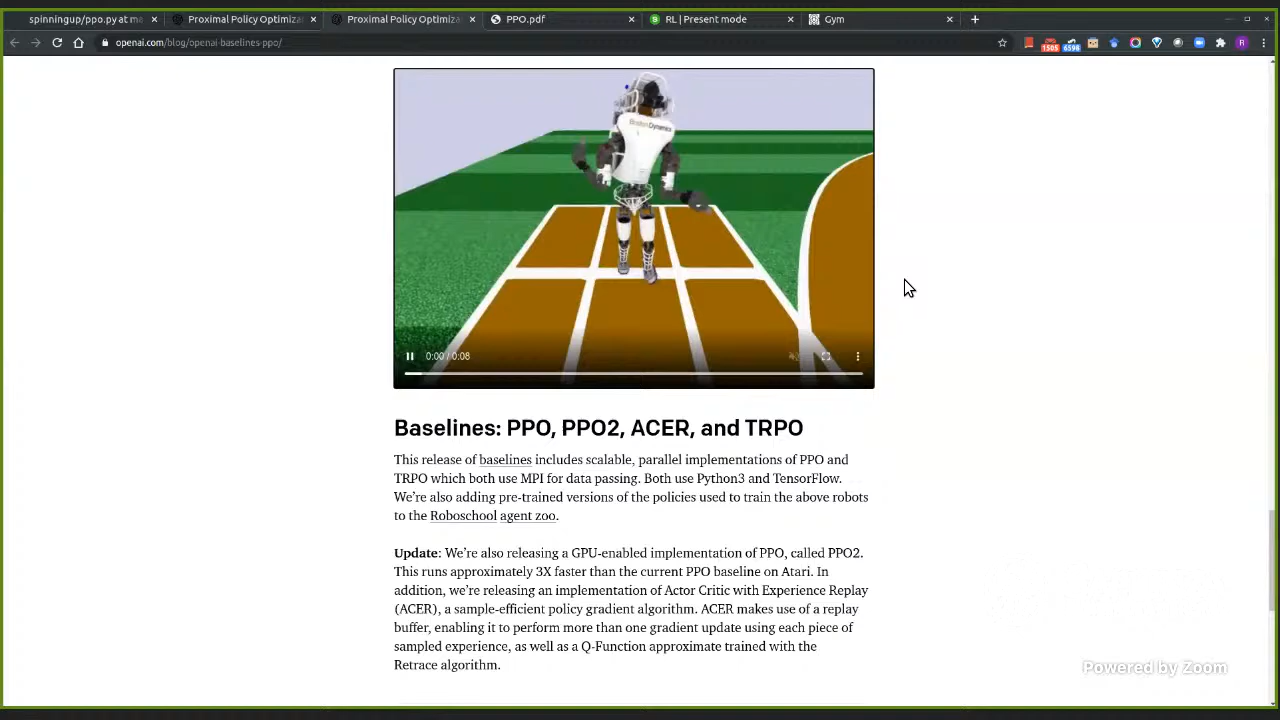 spinningup/ppo.py at ma
Proximal Policy Optimiza
Proximal Policy Optimiza
PPO.pdf
RL | Present mode
Gym
openai.com/blog/openai-baselines-ppo/
1505
6598
R
BostonDynamics
0:00 / 0:08
Baselines: PPO, PPO2, ACER, and TRPO
This release of baselines includes scalable, parallel implementations of PPO and
TRPO which both use MPI for data passing. Both use Python3 and TensorFlow.
We’re also adding pre-trained versions of the policies used to train the above robots
to the Roboschool agent zoo.
Update: We’re also releasing a GPU-enabled implementation of PPO, called PPO2.
This runs approximately 3X faster than the current PPO baseline on Atari. In
addition, we’re releasing an implementation of Actor Critic with Experience Replay
(ACER), a sample-efficient policy gradient algorithm. ACER makes use of a replay
buffer, enabling it to perform more than one gradient update using each piece of
sampled experience, as well as a Q-Function approximate trained with the
Retrace algorithm.
Powered by Zoom